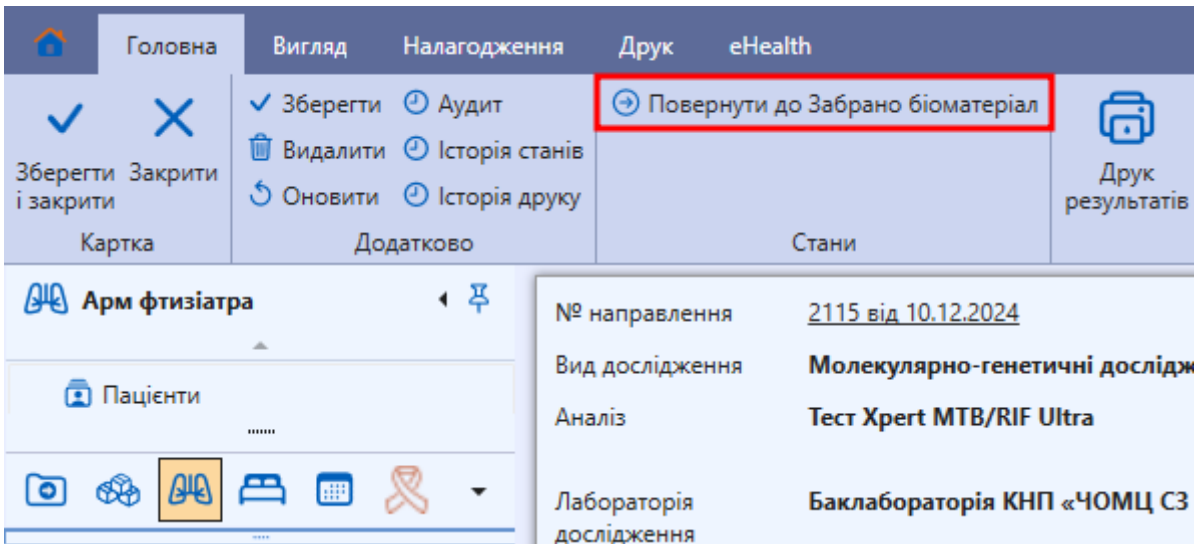 Головна Вигляд Налагодження Друк eHealth
Зберегти Аудит Повернути до Забрано біоматеріал
Видалити Історія станів
Оновити Історія друку
Зберегти і закрити
Закрити
Друк результатів
Картка Додатково Стани
Арм фтизіатра
Пацієнти
№ направлення 2115 від 10.12.2024
Вид дослідження Молекулярно-генетичні дослідж
Аналіз Тест Xpert MTB/RIF Ultra
Лабораторія Баклабораторія КНП «ЧОМЦ СЗ
дослідження